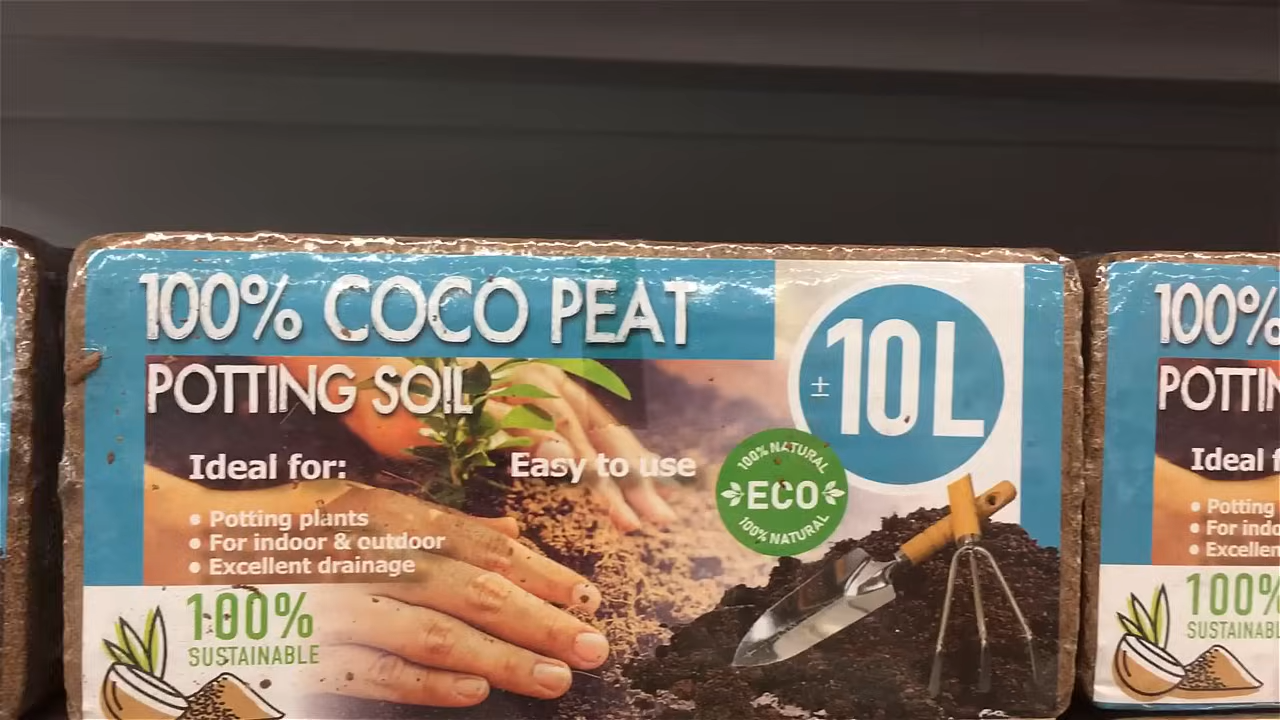 100% COCO PEAT
POTTING SOIL
± 10 L
Ideal for:
Easy to use
• Potting plants
• For indoor & outdoor
• Excellent drainage
100% NATURAL
ECO
100% NATURAL
100%
SUSTAINABLE
100%
POTTIN
Ideal f
• Potting
• For indo
• Excellen
100%
SUSTAINABL